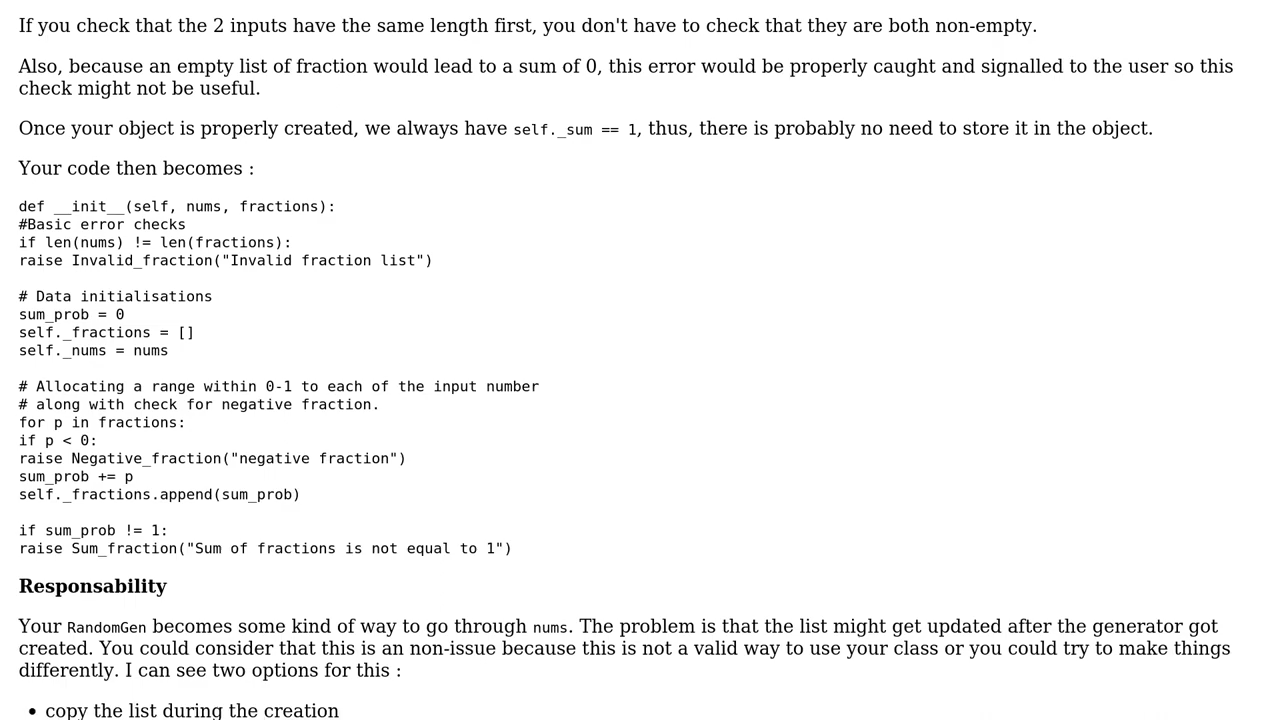 If you check that the 2 inputs have the same length first, you don't have to check that they are both non-empty.
Also, because an empty list of fraction would lead to a sum of 0, this error would be properly caught and signalled to the user so this
check might not be useful.
Once your object is properly created, we always have self._sum == 1, thus, there is probably no need to store it in the object.
Your code then becomes :
def __init__(self, nums, fractions):
#Basic error checks
if len(nums) != len(fractions):
raise Invalid_fraction("Invalid fraction list")
# Data initialisations
sum_prob = 0
self._fractions = []
self._nums = nums
# Allocating a range within 0-1 to each of the input number
# along with check for negative fraction.
for p in fractions:
if p < 0:
raise Negative_fraction("negative fraction")
sum_prob += p
self._fractions.append(sum_prob)
if sum_prob != 1:
raise Sum_fraction("Sum of fractions is not equal to 1")
Responsability
Your RandomGen becomes some kind of way to go through nums. The problem is that the list might get updated after the generator got
created. You could consider that this is an non-issue because this is not a valid way to use your class or you could try to make things
differently. I can see two options for this :
• copy the list during the creation